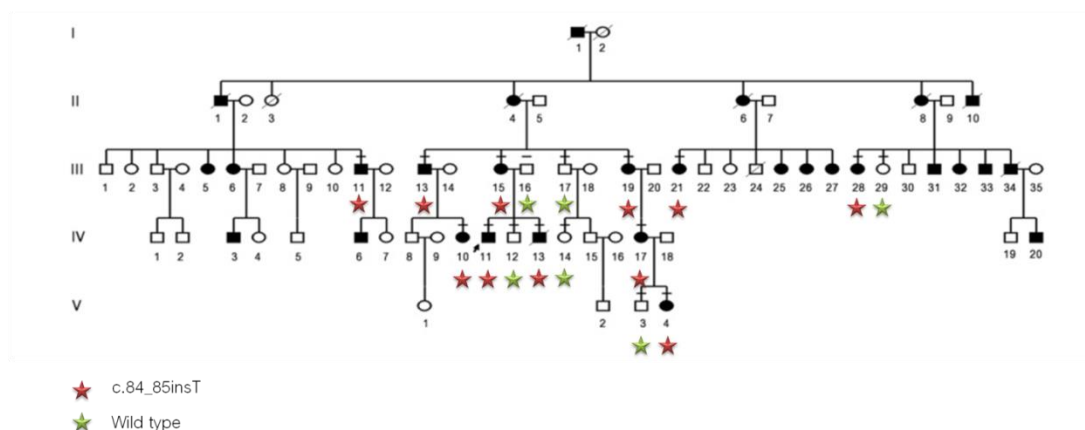 I
1 2
II
1 2 3 4 5 6 7 8 9 10
III
1 2 3 4 5 6 7 8 9 10 11 12 13 14 15 16 17 18 19 20 21 22 23 24 25 26 27 28 29 30 31 32 33 34 35
IV
1 2 3 4 5 6 7 8 9 10 11 12 13 14 15 16 17 18 19 20
V
1 2 3 4
c.84_85insT
Wild type